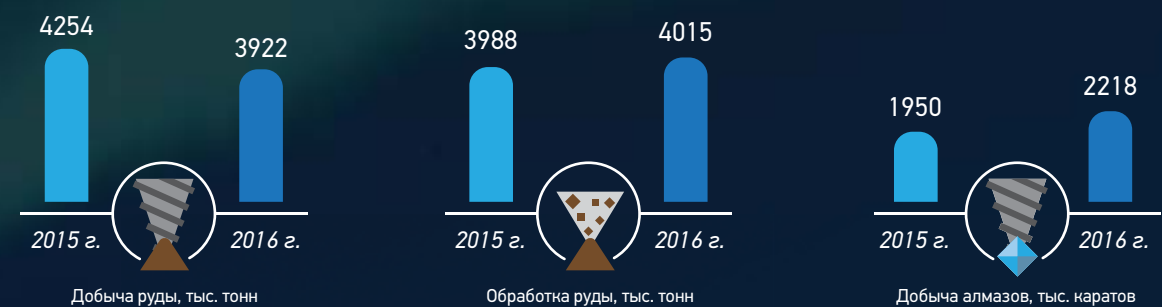 4254
3922
2015 г.
2016 г.
Добыча руды, тыс. тонн
3988
4015
2015 г.
2016 г.
Обработка руды, тыс. тонн
1950
2218
2015 г.
2016 г.
Добыча алмазов, тыс. каратов